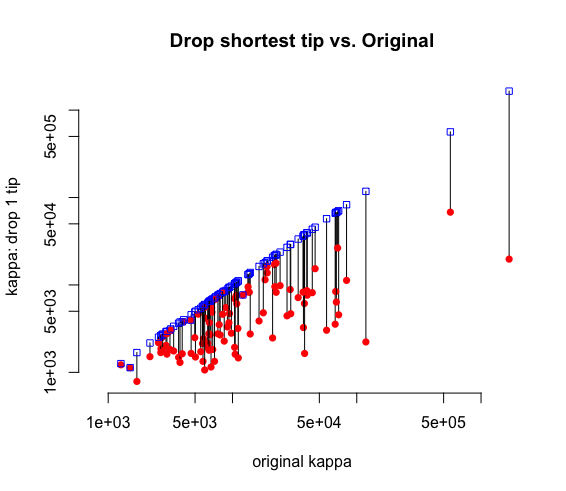 Drop shortest tip vs. Original
kappa: drop 1 tip
5e+05
5e+04
5e+03
1e+03
1e+03
5e+03
5e+04
5e+05
original kappa